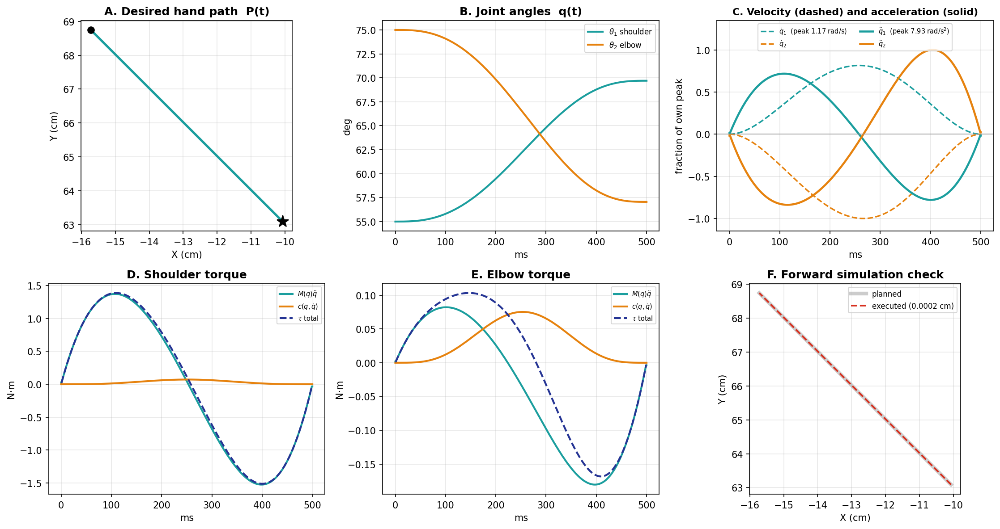 A. Desired hand path P(t)
69
68
67
66
65
64
63
Y (cm)
−16 −15 −14 −13 −12 −11 −10
X (cm)
B. Joint angles q(t)
θ₁ shoulder
θ₂ elbow
75.0
72.5
70.0
67.5
65.0
62.5
60.0
57.5
55.0
deg
0 100 200 300 400 500
ms
C. Velocity (dashed) and acceleration (solid)
q̇₁ (peak 1.17 rad/s)
q̇₂
q̈₁ (peak 7.93 rad/s²)
q̈₂
1.0
0.5
0.0
−0.5
−1.0
fraction of own peak
0 100 200 300 400 500
ms
D. Shoulder torque
M(q)q̈
c(q, q̇)
τ total
1.5
1.0
0.5
0.0
−0.5
−1.0
−1.5
N·m
0 100 200 300 400 500
ms
E. Elbow torque
M(q)q̈
c(q, q̇)
τ total
0.10
0.05
0.00
−0.05
−0.10
−0.15
N·m
0 100 200 300 400 500
ms
F. Forward simulation check
planned
executed (0.0002 cm)
69
68
67
66
65
64
63
Y (cm)
−16 −15 −14 −13 −12 −11 −10
X (cm)